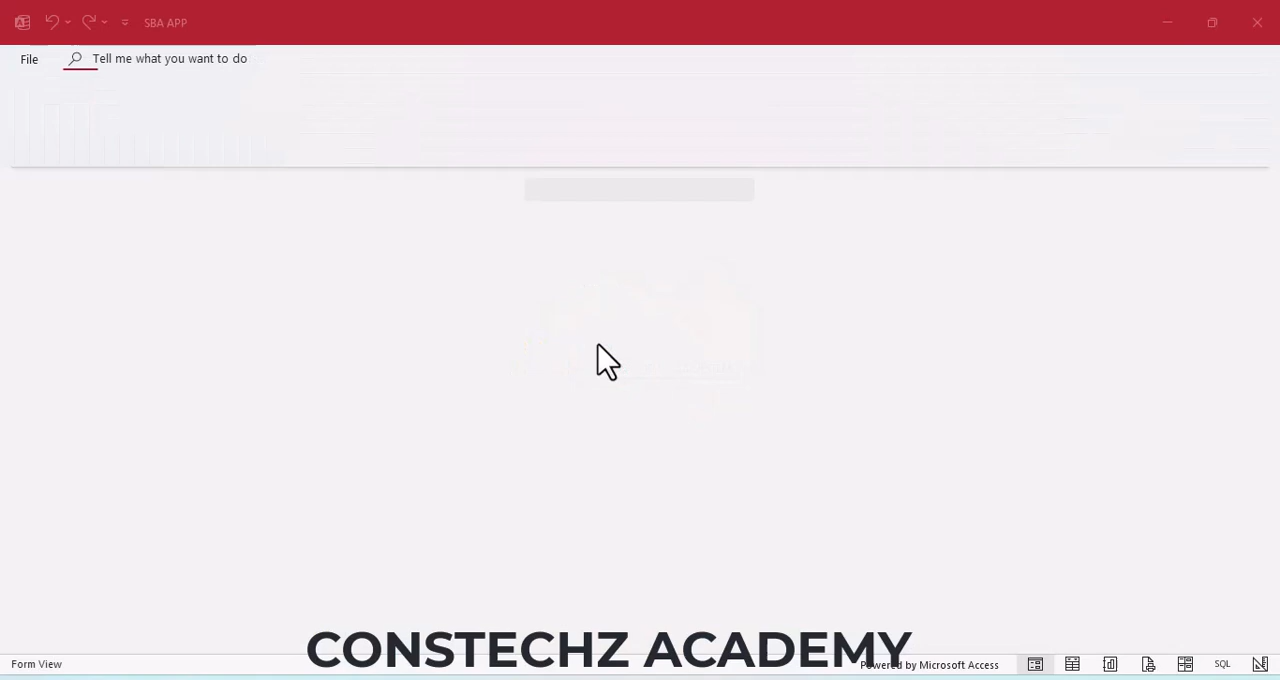 SBA APP
File
Tell me what you want to do
CONSTECHZ ACADEMY
Form View
Powered by Microsoft Access
SQL